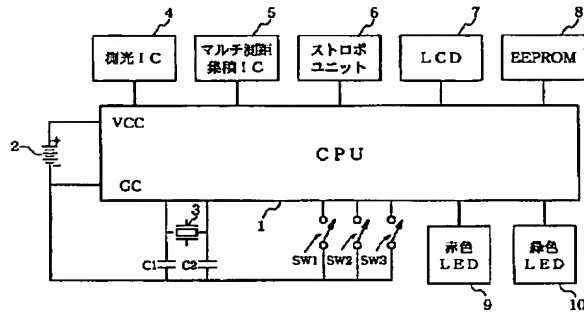 4
5
6
7
8
測光IC
マルチ測距
集積IC
ストロボ
ユニット
LCD
EEPROM
2
+
-
VCC
CPU
GC
3
1
C1
C2
SW1
SW2
SW3
赤色
LED
緑色
LED
9
10